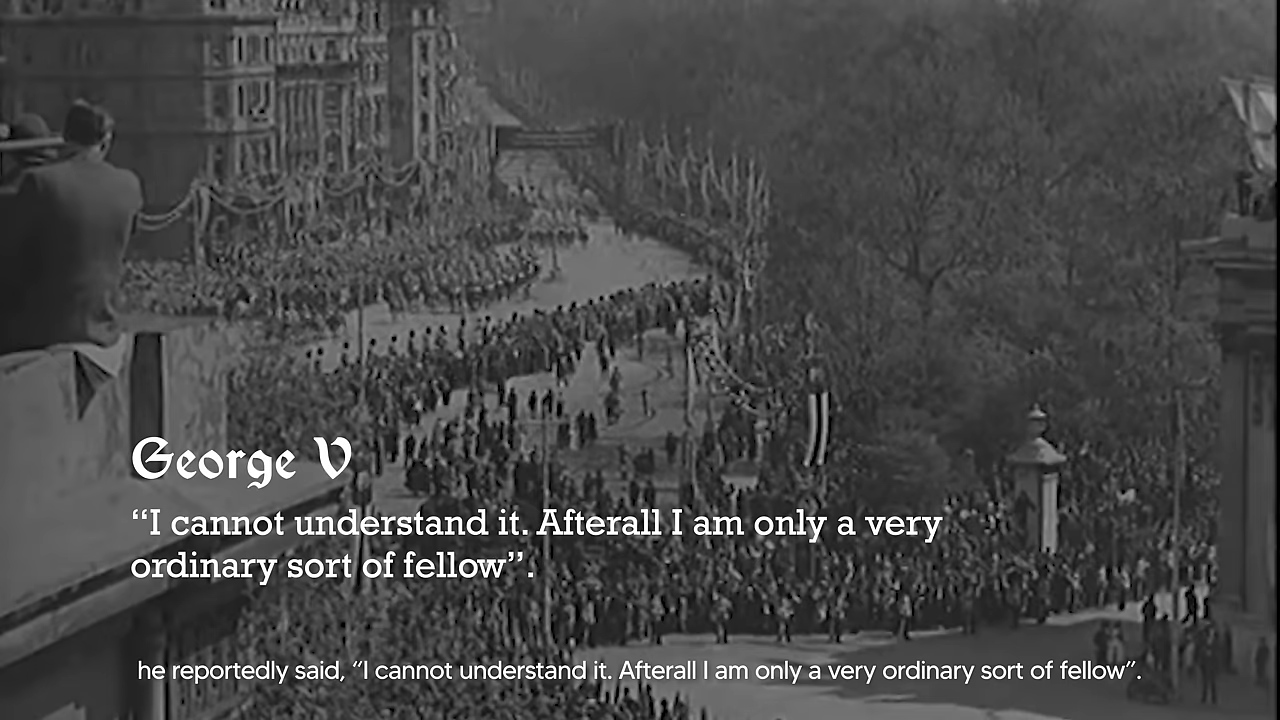 George V
“I cannot understand it. Afterall I am only a very
ordinary sort of fellow”.
he reportedly said, “I cannot understand it. Afterall I am only a very ordinary sort of fellow”.